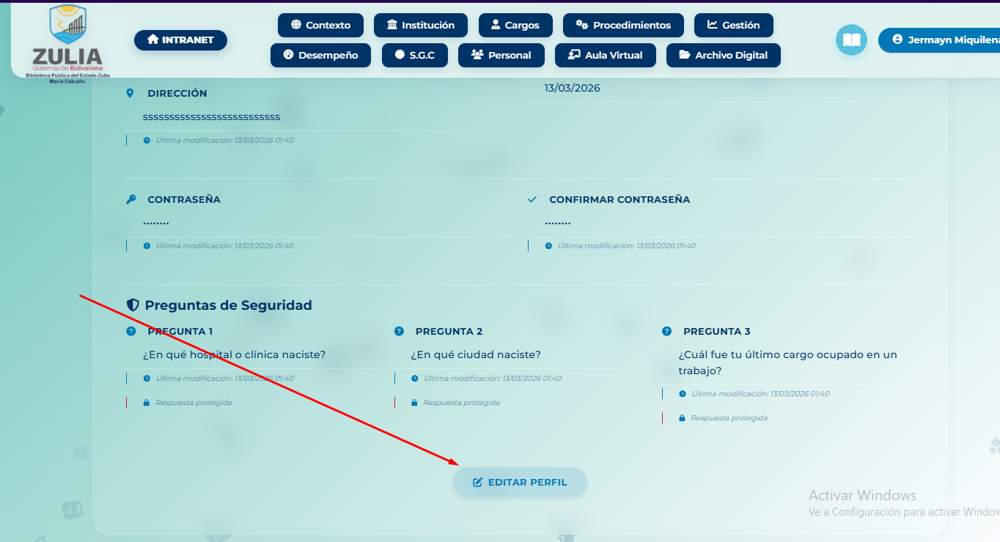 ZULIA
Gobernación Bolivariana
Biblioteca Pública del Estado Zulia
María Calcaño
INTRANET
Contexto
Institución
Cargos
Procedimientos
Gestión
Desempeño
S.G.C
Personal
Aula Virtual
Archivo Digital
Jermayn Miquilena
13/03/2026
DIRECCIÓN
ssssssssssssssssssssssssssss
Última modificación: 13/03/2026 01:40
CONTRASEÑA
........
Última modificación: 13/03/2026 01:40
CONFIRMAR CONTRASEÑA
........
Última modificación: 13/03/2026 01:40
Preguntas de Seguridad
PREGUNTA 1
¿En qué hospital o clínica naciste?
Última modificación: 13/03/2026 01:40
Respuesta protegida
PREGUNTA 2
¿En qué ciudad naciste?
Última modificación: 13/03/2026 01:40
Respuesta protegida
PREGUNTA 3
¿Cuál fue tu último cargo ocupado en un
trabajo?
Última modificación: 13/03/2026 01:40
Respuesta protegida
EDITAR PERFIL
Activar Windows
Ve a Configuración para activar Window